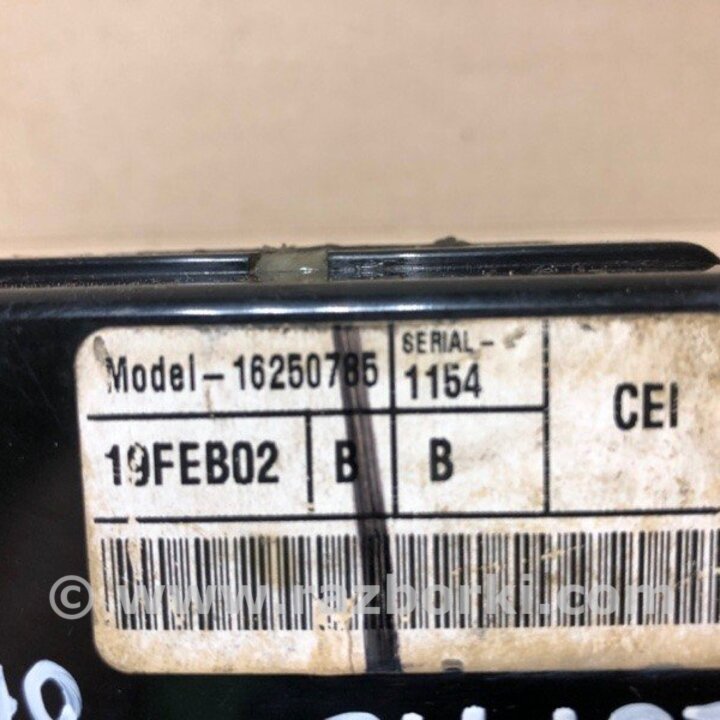 SERIAL-
Model-16250785 1154 CEI
19FEB02 B B
© www.razborki.com